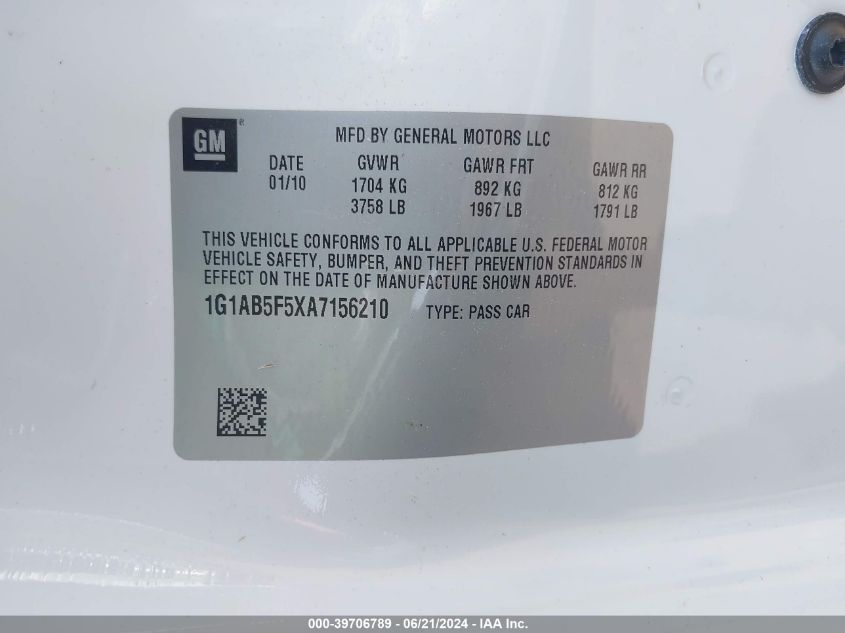 GM®
MFD BY GENERAL MOTORS LLC
DATE GVWR GAWR FRT GAWR RR
01/10 1704 KG 892 KG 812 KG
3758 LB 1967 LB 1791 LB
THIS VEHICLE CONFORMS TO ALL APPLICABLE U.S. FEDERAL MOTOR
VEHICLE SAFETY, BUMPER, AND THEFT PREVENTION STANDARDS IN
EFFECT ON THE DATE OF MANUFACTURE SHOWN ABOVE.
1G1AB5F5XA7156210 TYPE: PASS CAR
000-39706789 - 06/21/2024 - IAA Inc.